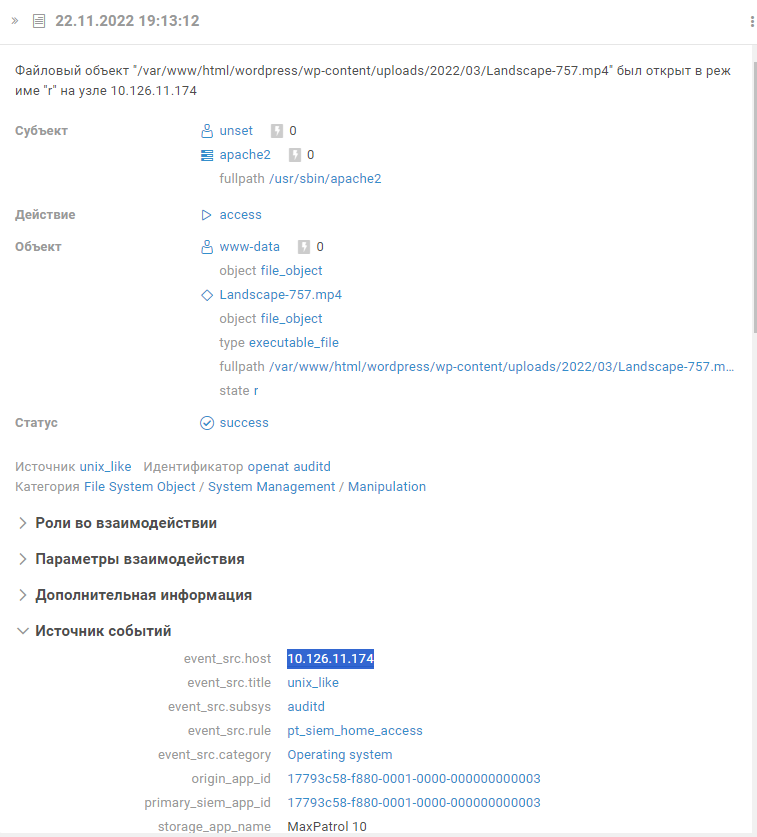 22.11.2022 19:13:12
Файловый объект "/var/www/html/wordpress/wp-content/uploads/2022/03/Landscape-757.mp4" был открыт в реж
име "r" на узле 10.126.11.174
Субъект unset 0
apache2 0
fullpath /usr/sbin/apache2
Действие access
Объект www-data 0
object file_object
Landscape-757.mp4
object file_object
type executable_file
fullpath /var/www/html/wordpress/wp-content/uploads/2022/03/Landscape-757.m...
state r
Статус success
Источник unix_like Идентификатор openat auditd
Категория File System Object / System Management / Manipulation
Роли во взаимодействии
Параметры взаимодействия
Дополнительная информация
Источник событий
event_src.host 10.126.11.174
event_src.title unix_like
event_src.subsys auditd
event_src.rule pt_siem_home_access
event_src.category Operating system
origin_app_id 17793c58-f880-0001-0000-000000000003
primary_siem_app_id 17793c58-f880-0001-0000-000000000003
storage_app_name MaxPatrol 10